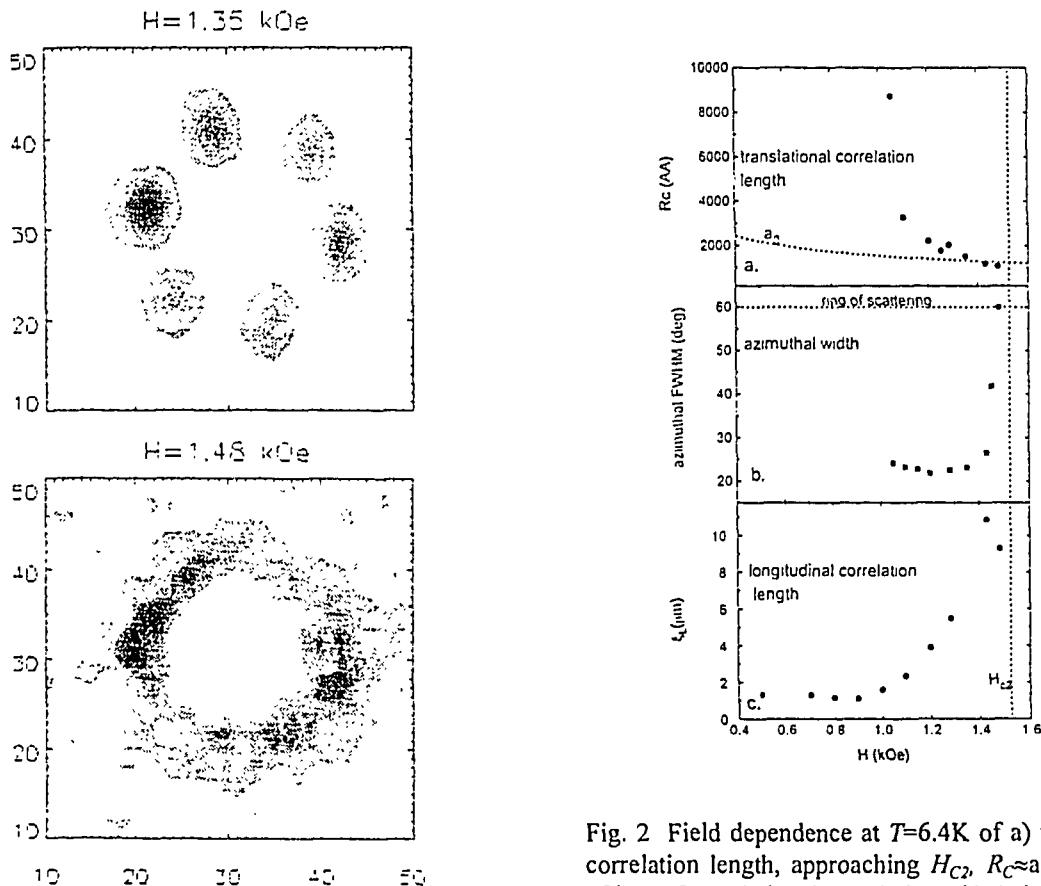 H=1.35 kOe
50
40
30
20
10
H=1.48 kOe
50
40
30
20
10
10 20 30 40 50
10000
8000
6000
4000
2000
Rc (AA)
translational correlation
length
a.
60
50
40
30
20
azimuthal FWHM (deg)
ring of scattering
azimuthal width
b.
10
8
6
4
2
0
longitudinal correlation
length
Hc2
c.
0.4 0.6 0.8 1.0 1.2 1.4 1.6
H (kOe)
Fig. 2 Field dependence at T=6.4K of a)
correlation length, approaching HC2, RC≈a